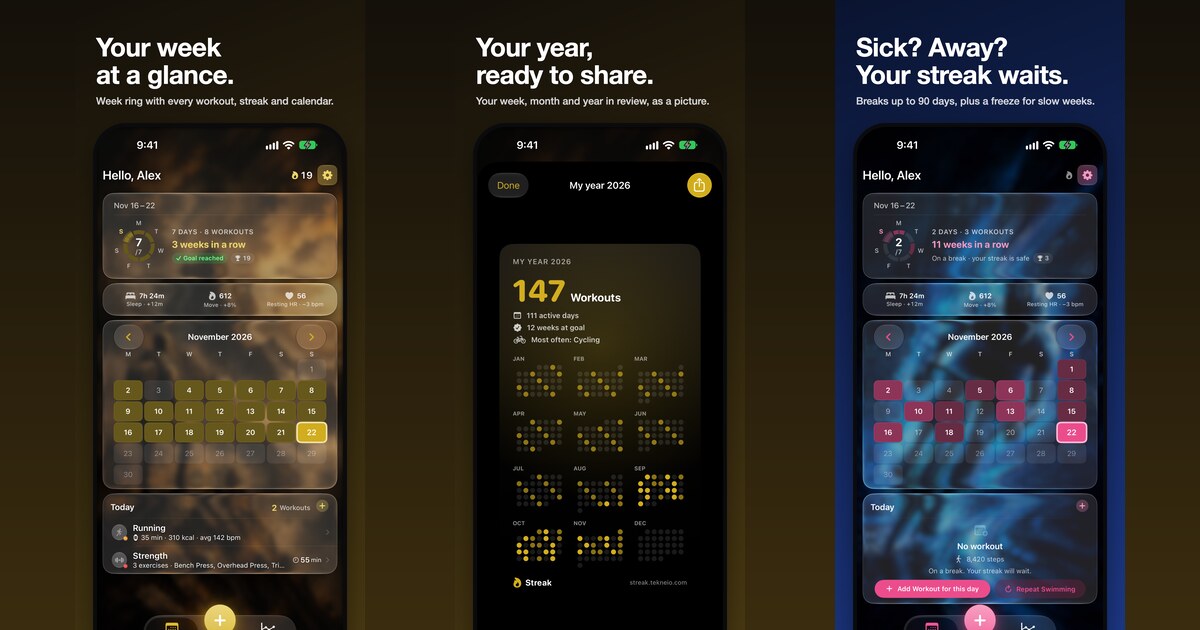 Your week
at a glance.
Week ring with every workout, streak and calendar.
9:41
Hello, Alex
19
Nov 16–22
M
T
W
T
F
S
S
7
/7
7 DAYS · 8 WORKOUTS
3 weeks in a row
Goal reached
19
7h 24m
Sleep · +12m
612
Move · +8%
56
Resting HR · −3 bpm
November 2026
M T W T F S S
1
2 3 4 5 6 7 8
9 10 11 12 13 14 15
16 17 18 19 20 21 22
23 24 25 26 27 28 29
30
Today
2 Workouts
Running
35 min · 310 kcal · avg 142 bpm
Strength
3 exercises · Bench Press, Overhead Press, Tri...
55 min
Your year,
ready to share.
Your week, month and year in review, as a picture.
9:41
Done
My year 2026
MY YEAR 2026
147 Workouts
111 active days
12 weeks at goal
Most often: Cycling
JAN FEB MAR
APR MAY JUN
JUL AUG SEP
OCT NOV DEC
Streak
streak.tekneio.com
Sick? Away?
Your streak waits.
Breaks up to 90 days, plus a freeze for slow weeks.
9:41
Hello, Alex
Nov 16–22
M
T
W
T
F
S
S
2
/7
2 DAYS · 3 WORKOUTS
11 weeks in a row
On a break · your streak is safe
3
7h 24m
Sleep · +12m
612
Move · +8%
56
Resting HR · −3 bpm
November 2026
M T W T F S S
1
2 3 4 5 6 7 8
9 10 11 12 13 14 15
16 17 18 19 20 21 22
23 24 25 26 27 28 29
30
Today
No workout
8,420 steps
On a break. Your streak will wait.
Add Workout for this day
Repeat Swimming